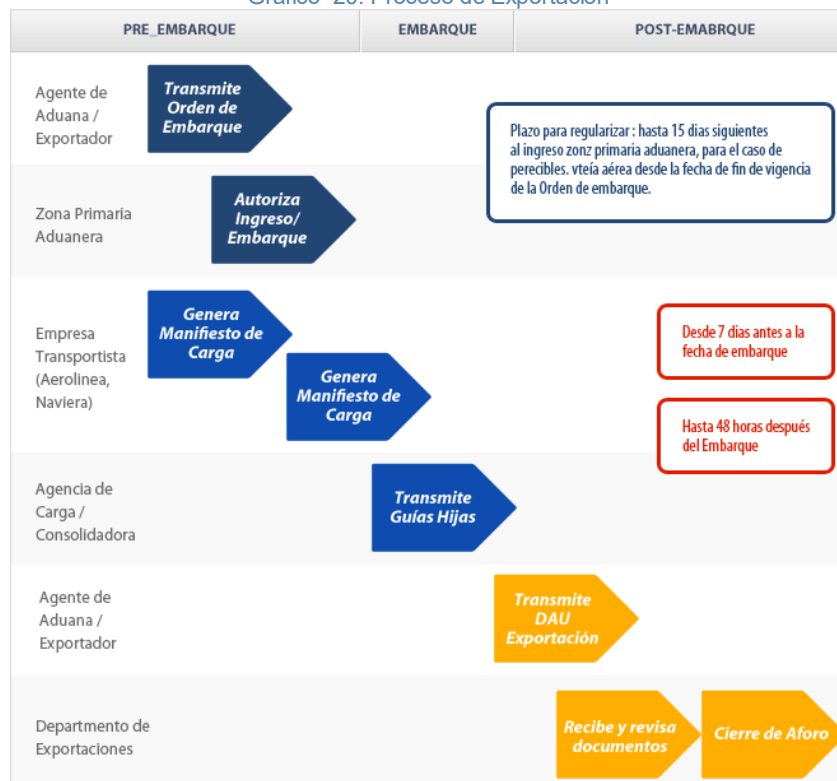 Gráfico 20. Proceso de Exportación
PRE_EMBARQUE
EMBARQUE
POST-EMABRQUE
Agente de
Aduana /
Exportador
Transmite
Orden de
Embarque
Plazo para regularizar : hasta 15 dias siguientes
al ingreso zonz primaria aduanera, para el caso de
perecibles. vteía aérea desde la fecha de fin de vigencia
de la Orden de embarque.
Zona Primaria
Aduanera
Autoriza
Ingreso/
Embarque
Empresa
Transportista
(Aerolinea,
Naviera)
Genera
Manifiesto de
Carga
Genera
Manifiesto de
Carga
Desde 7 dias antes a la
fecha de embarque
Hasta 48 horas después
del Embarque
Agencia de
Carga /
Consolidadora
Transmite
Guías Hijas
Agente de
Aduana /
Exportador
Transmite
DAU
Exportación
Departmento de
Exportaciones
Recibe y revisa
documentos
Cierre de Aforo